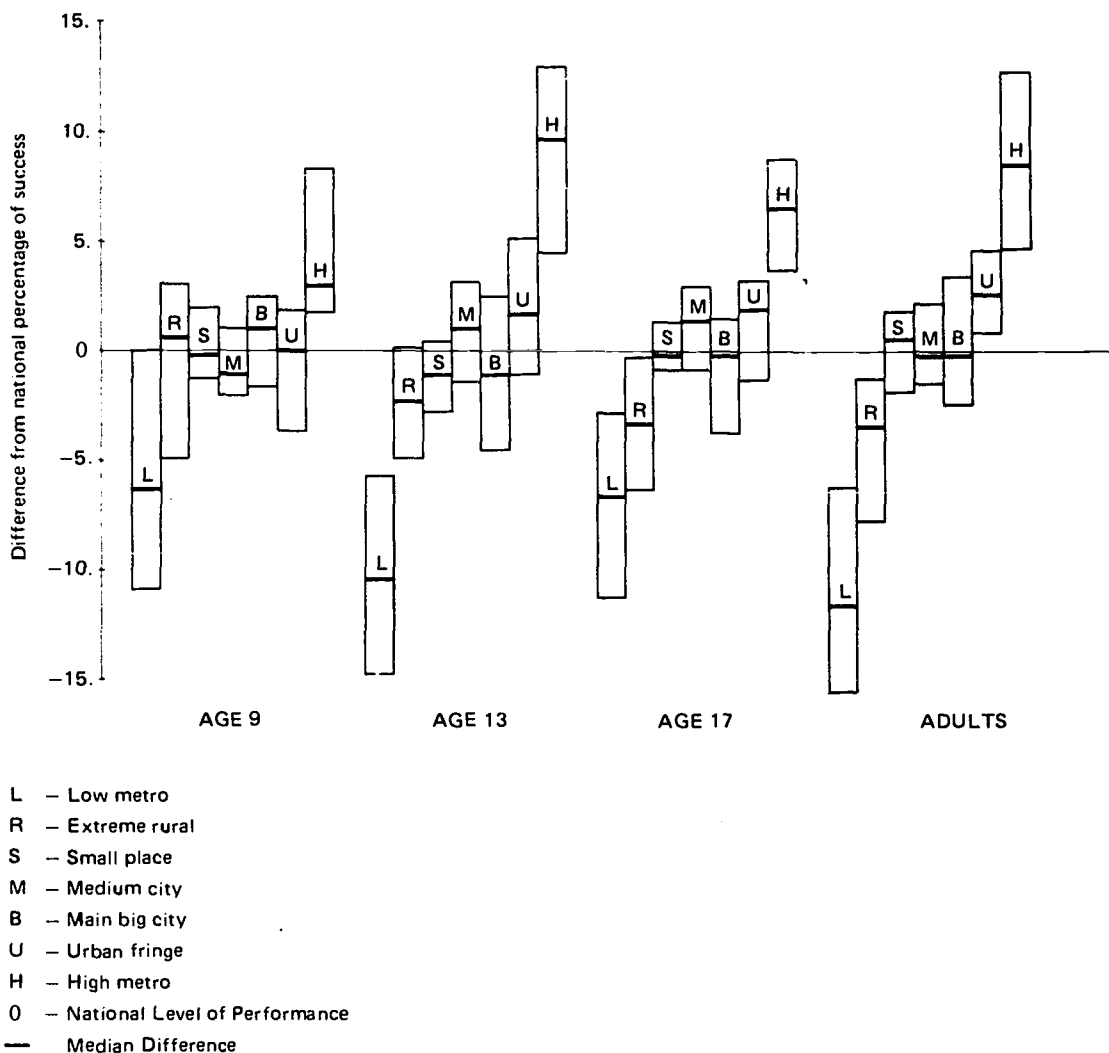 15.
10.
5.
0
−5.
−10.
−15.
Difference from national percentage of success
L R S M B U H
L R S M B U H
L R S M B U H
L R S M B U H
AGE 9 AGE 13 AGE 17 ADULTS
L – Low metro
R – Extreme rural
S – Small place
M – Medium city
B – Main big city
U – Urban fringe
H – High metro
0 – National Level of Performance
— Median Difference